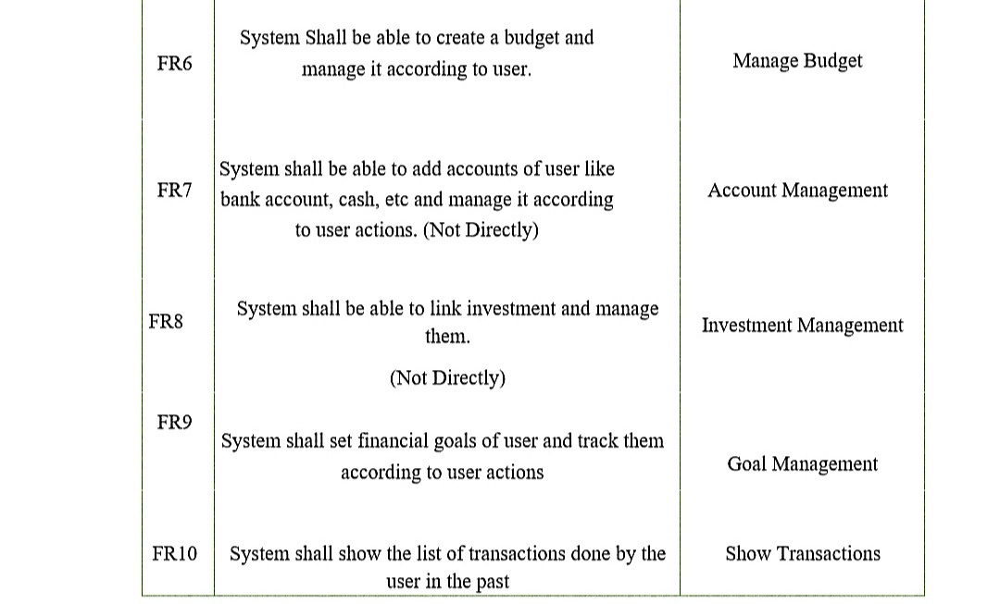 FR6
System Shall be able to create a budget and
manage it according to user.
Manage Budget
FR7
System shall be able to add accounts of user like
bank account, cash, etc and manage it according
to user actions. (Not Directly)
Account Management
FR8
System shall be able to link investment and manage
them.
(Not Directly)
Investment Management
FR9
System shall set financial goals of user and track them
according to user actions
Goal Management
FR10
System shall show the list of transactions done by the
user in the past
Show Transactions